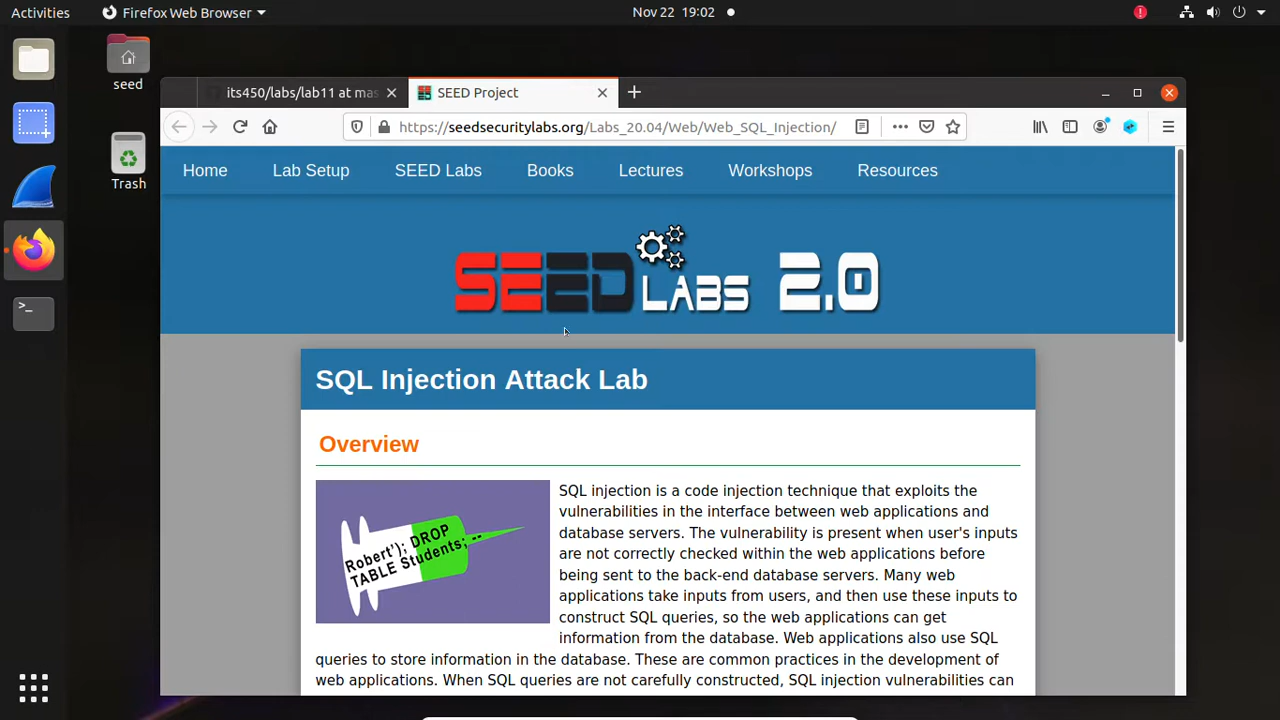 Activities
Firefox Web Browser
Nov 22 19:02
seed
Trash
its450/labs/lab11 at mas
SEED Project
https://seedsecuritylabs.org/Labs_20.04/Web/Web_SQL_Injection/
Home
Lab Setup
SEED Labs
Books
Lectures
Workshops
Resources
SEED LABS 2.0
SQL Injection Attack Lab
Overview
Robert'); DROP
TABLE Students; --
SQL injection is a code injection technique that exploits the
vulnerabilities in the interface between web applications and
database servers. The vulnerability is present when user's inputs
are not correctly checked within the web applications before
being sent to the back-end database servers. Many web
applications take inputs from users, and then use these inputs to
construct SQL queries, so the web applications can get
information from the database. Web applications also use SQL
queries to store information in the database. These are common practices in the development of
web applications. When SQL queries are not carefully constructed, SQL injection vulnerabilities can